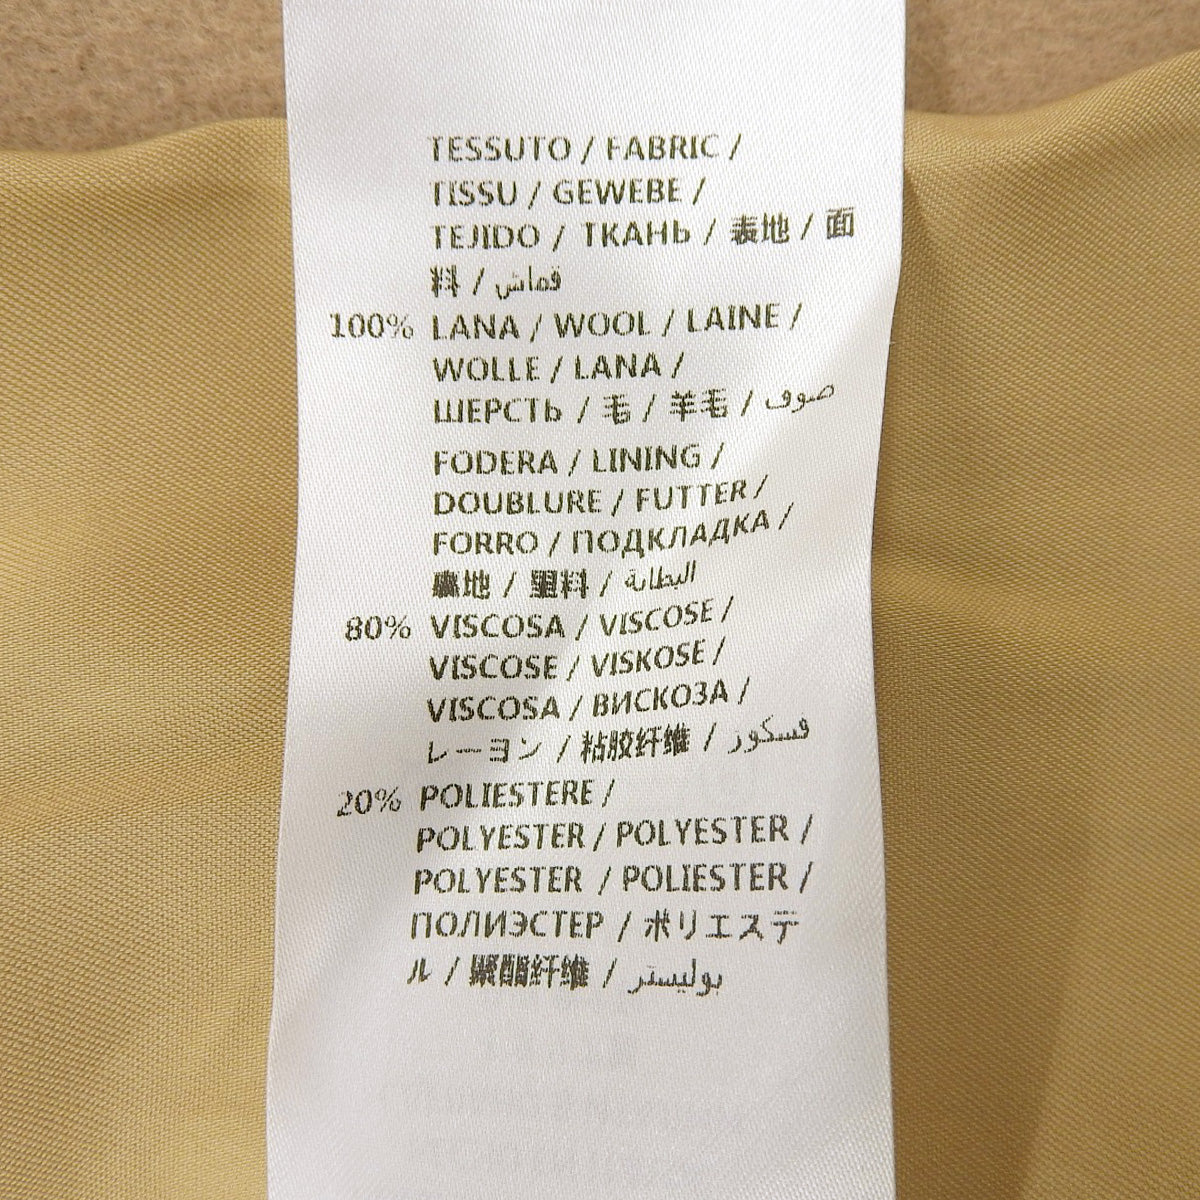 TESSUTO / FABRIC /
TISSU / GEWEBE /
TEJIDO / ТКАНЬ / 表地 / 面
料 / قماش
100% LANA / WOOL / LAINE /
WOLLE / LANA /
ШЕРСТЬ / 毛 / 羊毛 / صوف
FODERA / LINING /
DOUBLURE / FUTTER /
FORRO / ПОДКЛАДКА /
裏地 / 里料 / البطانة
80% VISCOSA / VISCOSE /
VISCOSE / VISKOSE /
VISCOSA / ВИСКОЗА /
レーヨン / 粘胶纤维 / فسكوز
20% POLIESTERE /
POLYESTER / POLYESTER /
POLYESTER / POLIESTER /
ПОЛИЭСТЕР / ポリエステ
ル / 聚酯纤维 / بوليستر